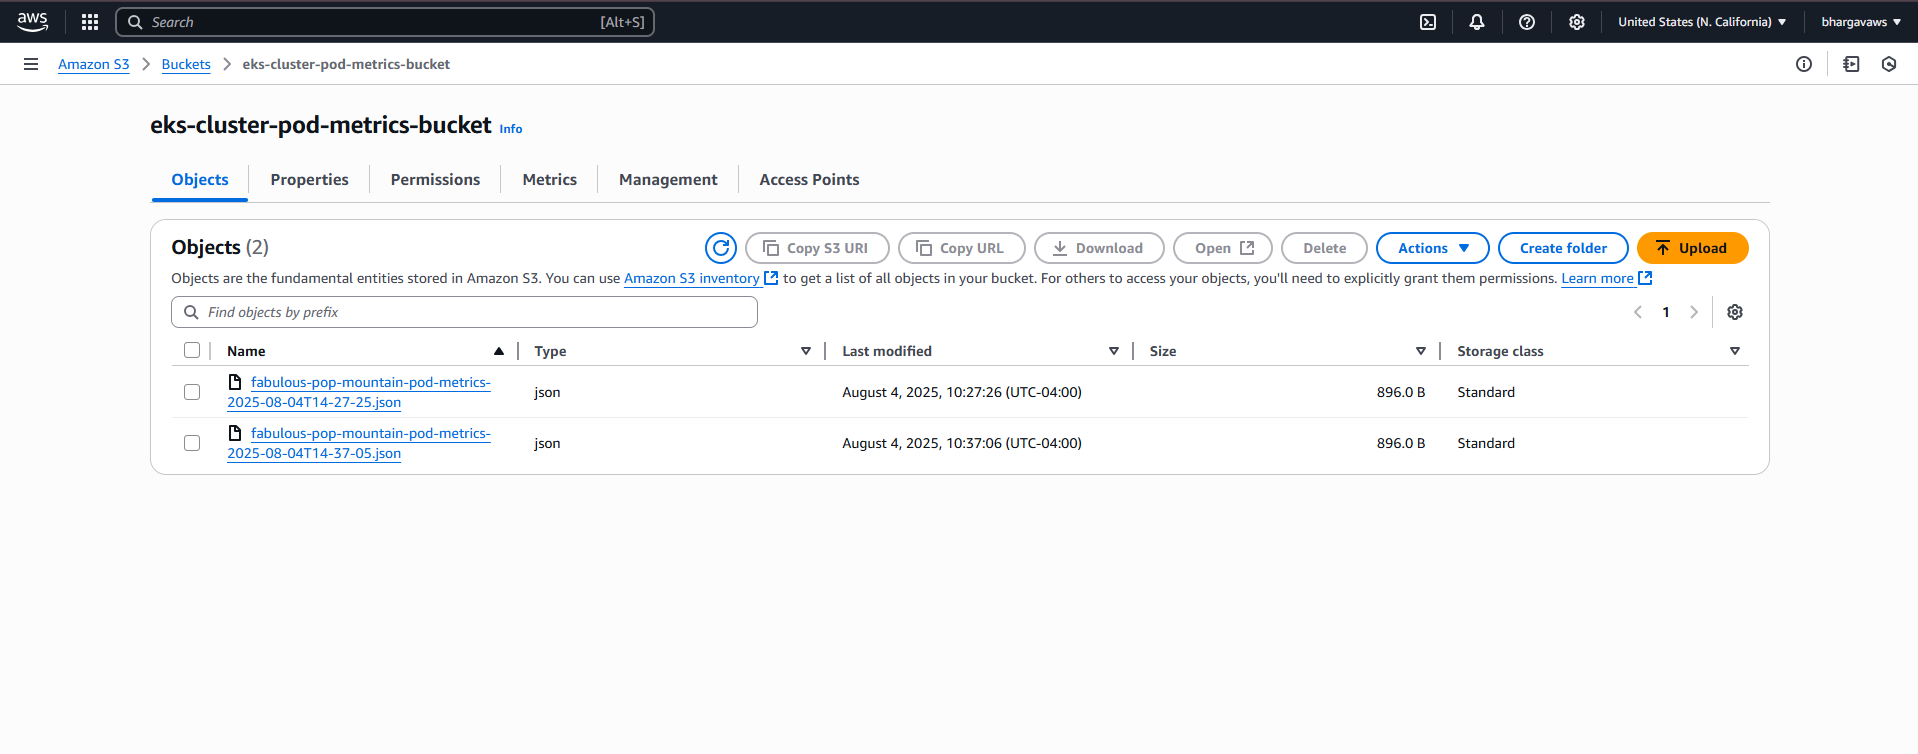 aws
Search [Alt+S] United States (N. California) bhargavaws
Amazon S3 Buckets eks-cluster-pod-metrics-bucket
eks-cluster-pod-metrics-bucket Info
Objects Properties Permissions Metrics Management Access Points
Objects (2) Copy S3 URI Copy URL Download Open Delete Actions Create folder Upload
Objects are the fundamental entities stored in Amazon S3. You can use Amazon S3 inventory to get a list of all objects in your bucket. For others to access your objects, you'll need to explicitly grant them permissions. Learn more
Find objects by prefix 1
Name Type Last modified Size Storage class
fabulous-pop-mountain-pod-metrics-
2025-08-04T14-27-25.json json August 4, 2025, 10:27:26 (UTC-04:00) 896.0 B Standard
fabulous-pop-mountain-pod-metrics-
2025-08-04T14-37-05.json json August 4, 2025, 10:37:06 (UTC-04:00) 896.0 B Standard